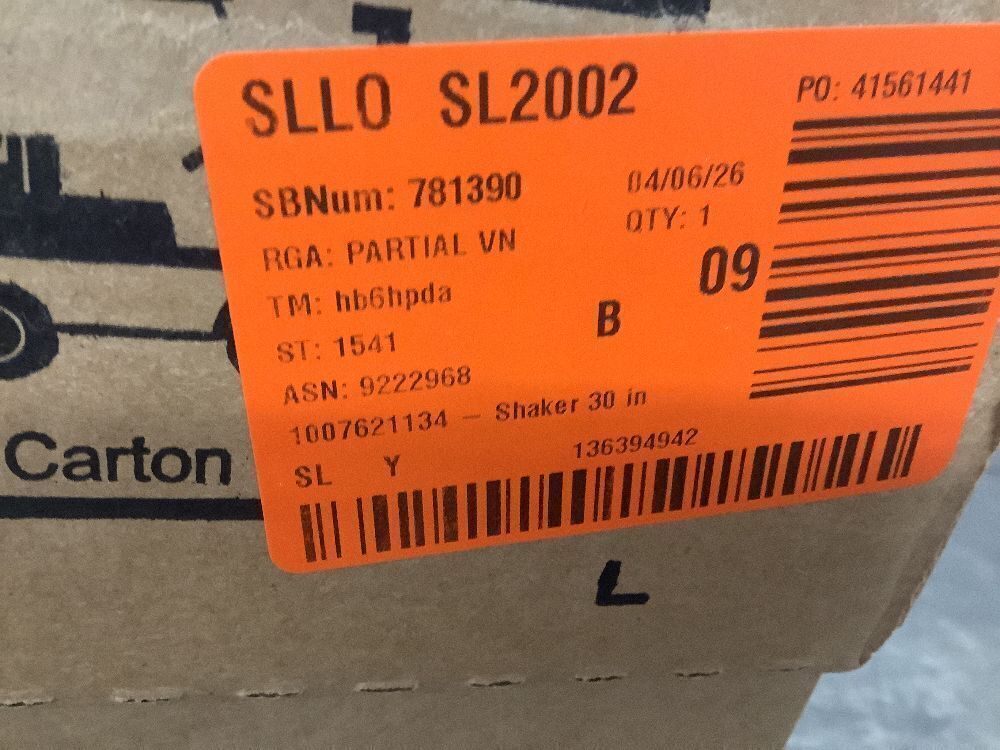 SLLO SL2002
PO: 41561441
SBNum: 781390
04/06/26
RGA: PARTIAL VN
QTY: 1
TM: hb6hpda
09
B
ST: 1541
ASN: 9222968
1007621134 – Shaker 30 in
SL Y
136394942
Carton
L